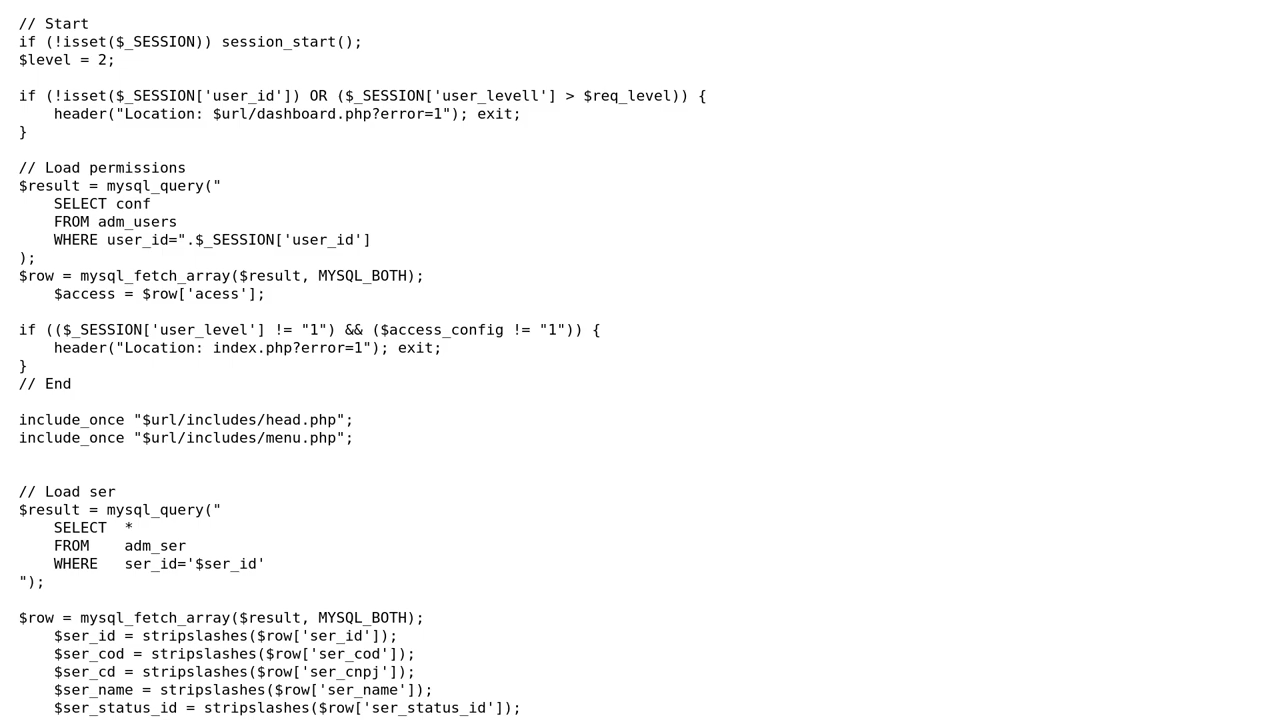 // Start
if (!isset($_SESSION)) session_start();
$level = 2;
if (!isset($_SESSION['user_id']) OR ($_SESSION['user_levell'] > $req_level)) {
    header("Location: $url/dashboard.php?error=1"); exit;
}
// Load permissions
$result = mysql_query("
    SELECT conf
    FROM adm_users
    WHERE user_id=".$_SESSION['user_id']
);
$row = mysql_fetch_array($result, MYSQL_BOTH);
    $access = $row['acess'];
if (($_SESSION['user_level'] != "1") && ($access_config != "1")) {
    header("Location: index.php?error=1"); exit;
}
// End
include_once "$url/includes/head.php";
include_once "$url/includes/menu.php";
// Load ser
$result = mysql_query("
    SELECT  *
    FROM    adm_ser
    WHERE   ser_id='$ser_id'
");
$row = mysql_fetch_array($result, MYSQL_BOTH);
    $ser_id = stripslashes($row['ser_id']);
    $ser_cod = stripslashes($row['ser_cod']);
    $ser_cd = stripslashes($row['ser_cnpj']);
    $ser_name = stripslashes($row['ser_name']);
    $ser_status_id = stripslashes($row['ser_status_id']);